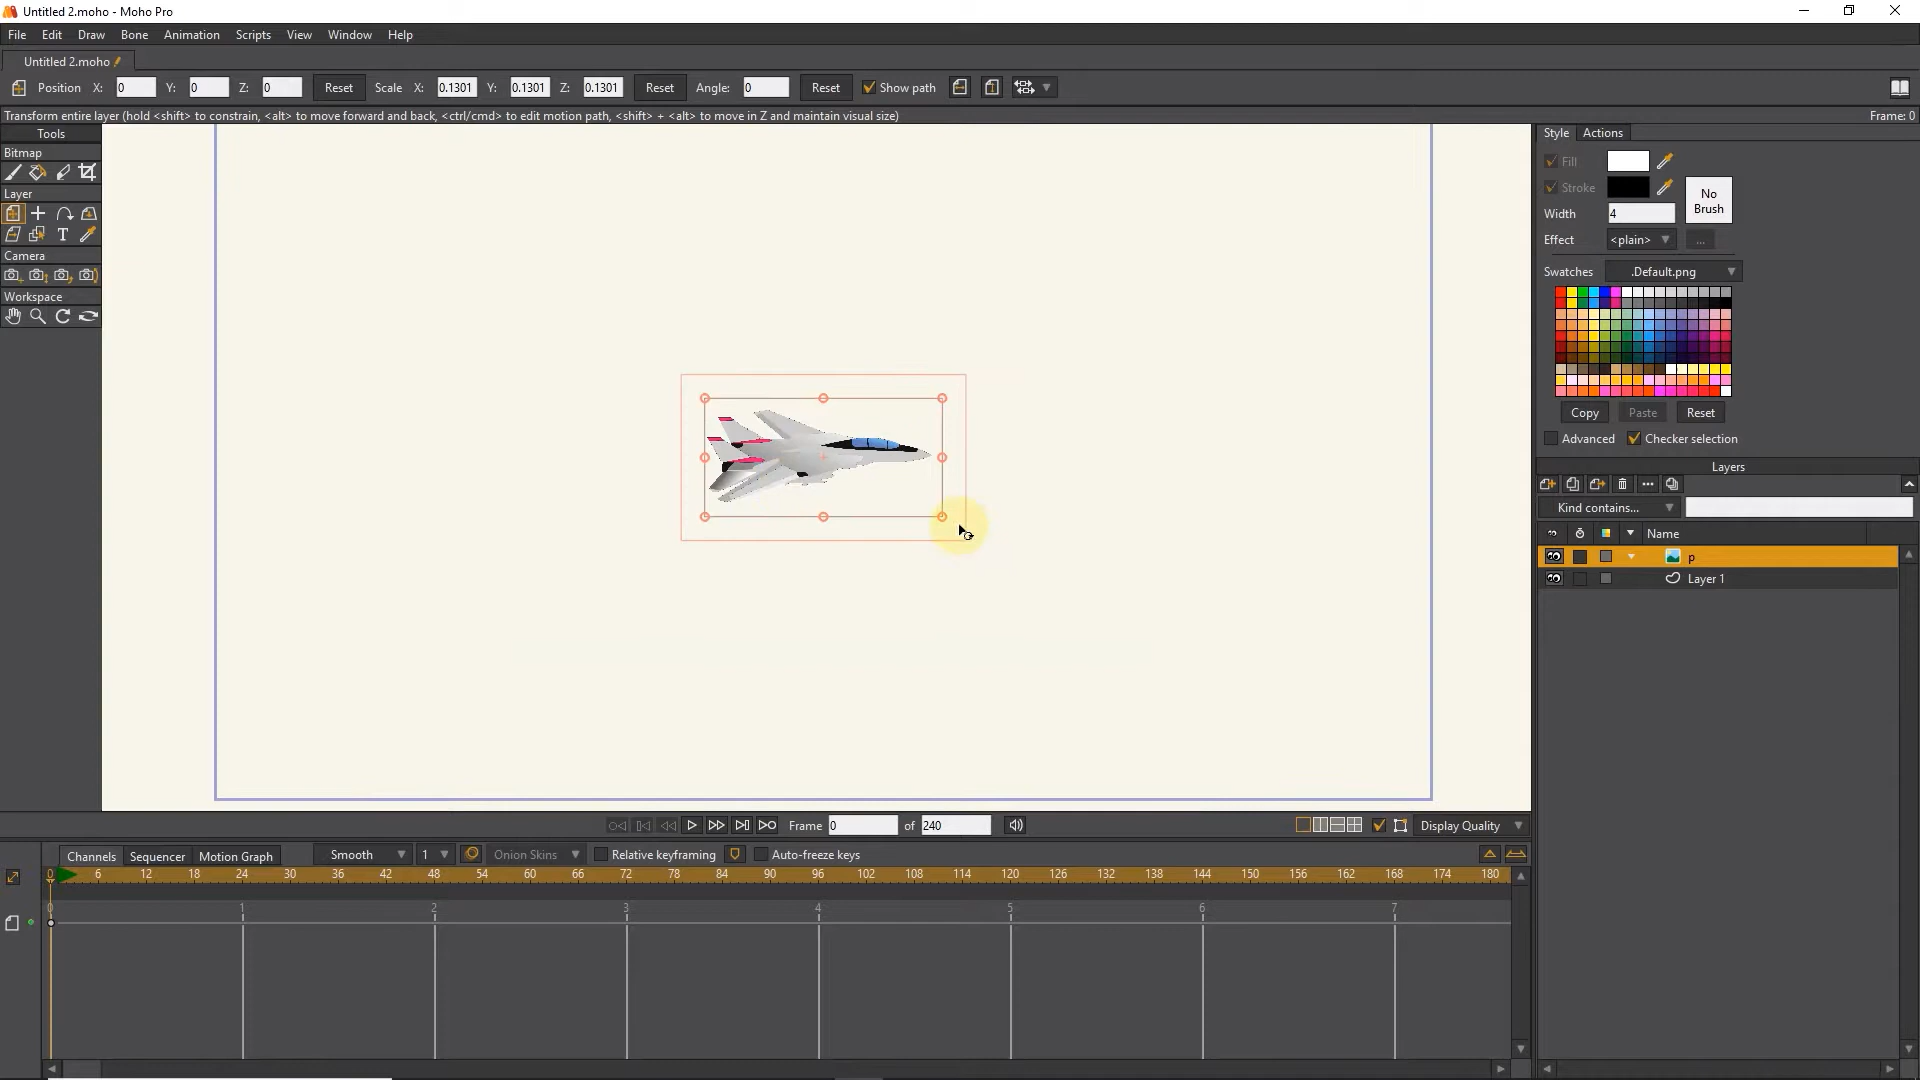 Untitled 2.moho - Moho Pro
File Edit Draw Bone Animation Scripts View Window Help
Untitled 2.moho
Position X: 0 Y: 0 Z: 0 Reset Scale X: 0.1301 Y: 0.1301 Z: 0.1301 Reset Angle: 0 Reset Show path
Transform entire layer (hold <shift> to constrain, <alt> to move forward and back, <ctrl/cmd> to edit motion path, <shift> + <alt> to move in Z and maintain visual size) Frame: 0
Tools
Bitmap
Layer
T
Camera
Workspace
Style Actions
Fill
Stroke
No
Brush
Width 4
Effect <plain> ...
Swatches .Default.png
Copy Paste Reset
Advanced Checker selection
Layers
Kind contains...
Name
p
Layer 1
Frame 0 of 240 Display Quality
Channels Sequencer Motion Graph Smooth 1 Onion Skins Relative keyframing Auto-freeze keys
0 6 12 18 24 30 36 42 48 54 60 66 72 78 84 90 96 102 108 114 120 126 132 138 144 150 156 162 168 174 180
0 1 2 3 4 5 6 7